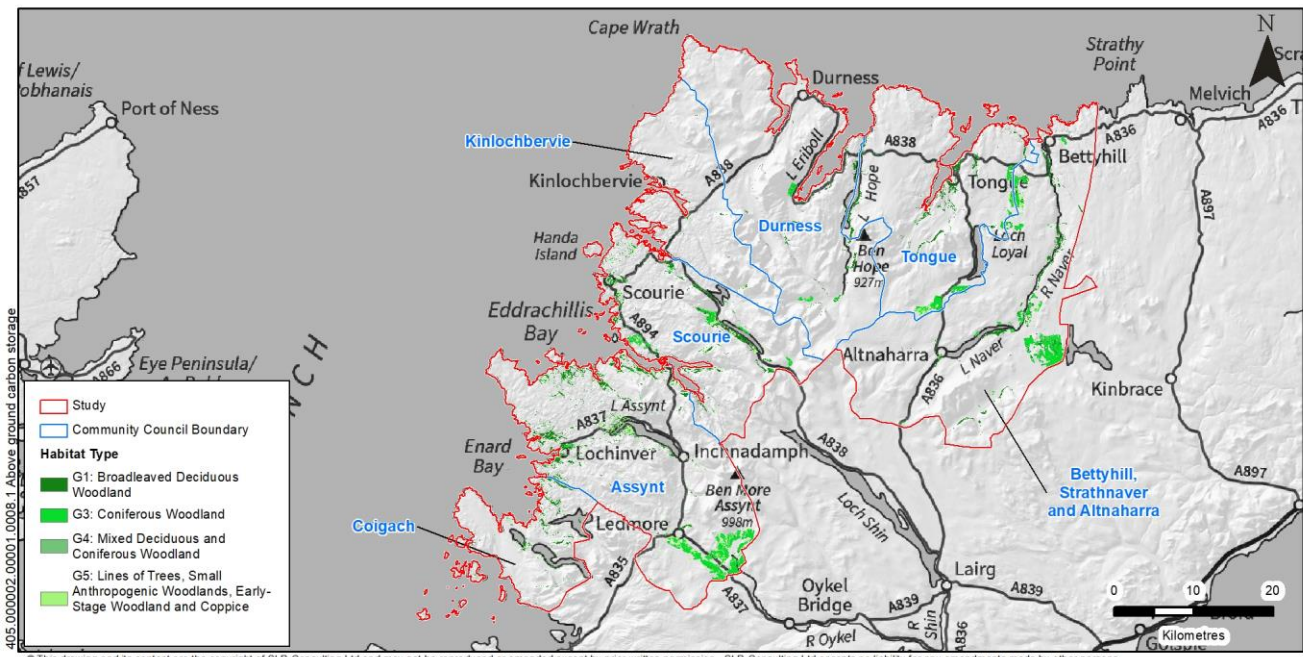 Cape Wrath
N
Strathy
Point
of Lewis/
Durness
Melvich
Port of Ness
A836
A836
Kinlochbervie
L Eriboll
A838
Bettyhill
A857
A838
Hope
Tongue
A897
Kinlochbervie
L
Durness
Handa
Island
Ben
Hope
927m
Tongue
Loch
Loyal
R Naver
Scourie
Eddrachillis
Bay
A894
Scourie
Altnaharra
L Naver
Eye Peninsula/
A866
A836
Kinbrace
NCH
L Assynt
A837
A838
Enard
Bay
Lochinver
Inchnadamph
A897
Assynt
Ben More
Assynt
998m
Bettyhill,
Strathnaver
and Altnaharra
Coigach
Loch Shin
Ledmore
A835
Lairg
A837
Oykel
Bridge
A839
A839
R Oykel
R
Shin
A836
0 10 20
Kilometres
Study
Community Council Boundary
Habitat Type
G1: Broadleaved Deciduous
Woodland
G3: Coniferous Woodland
G4: Mixed Deciduous and
Coniferous Woodland
G5: Lines of Trees, Small
Anthropogenic Woodlands, Early-
Stage Woodland and Coppice
405.000002.00001.0008.1 Above ground carbon storage